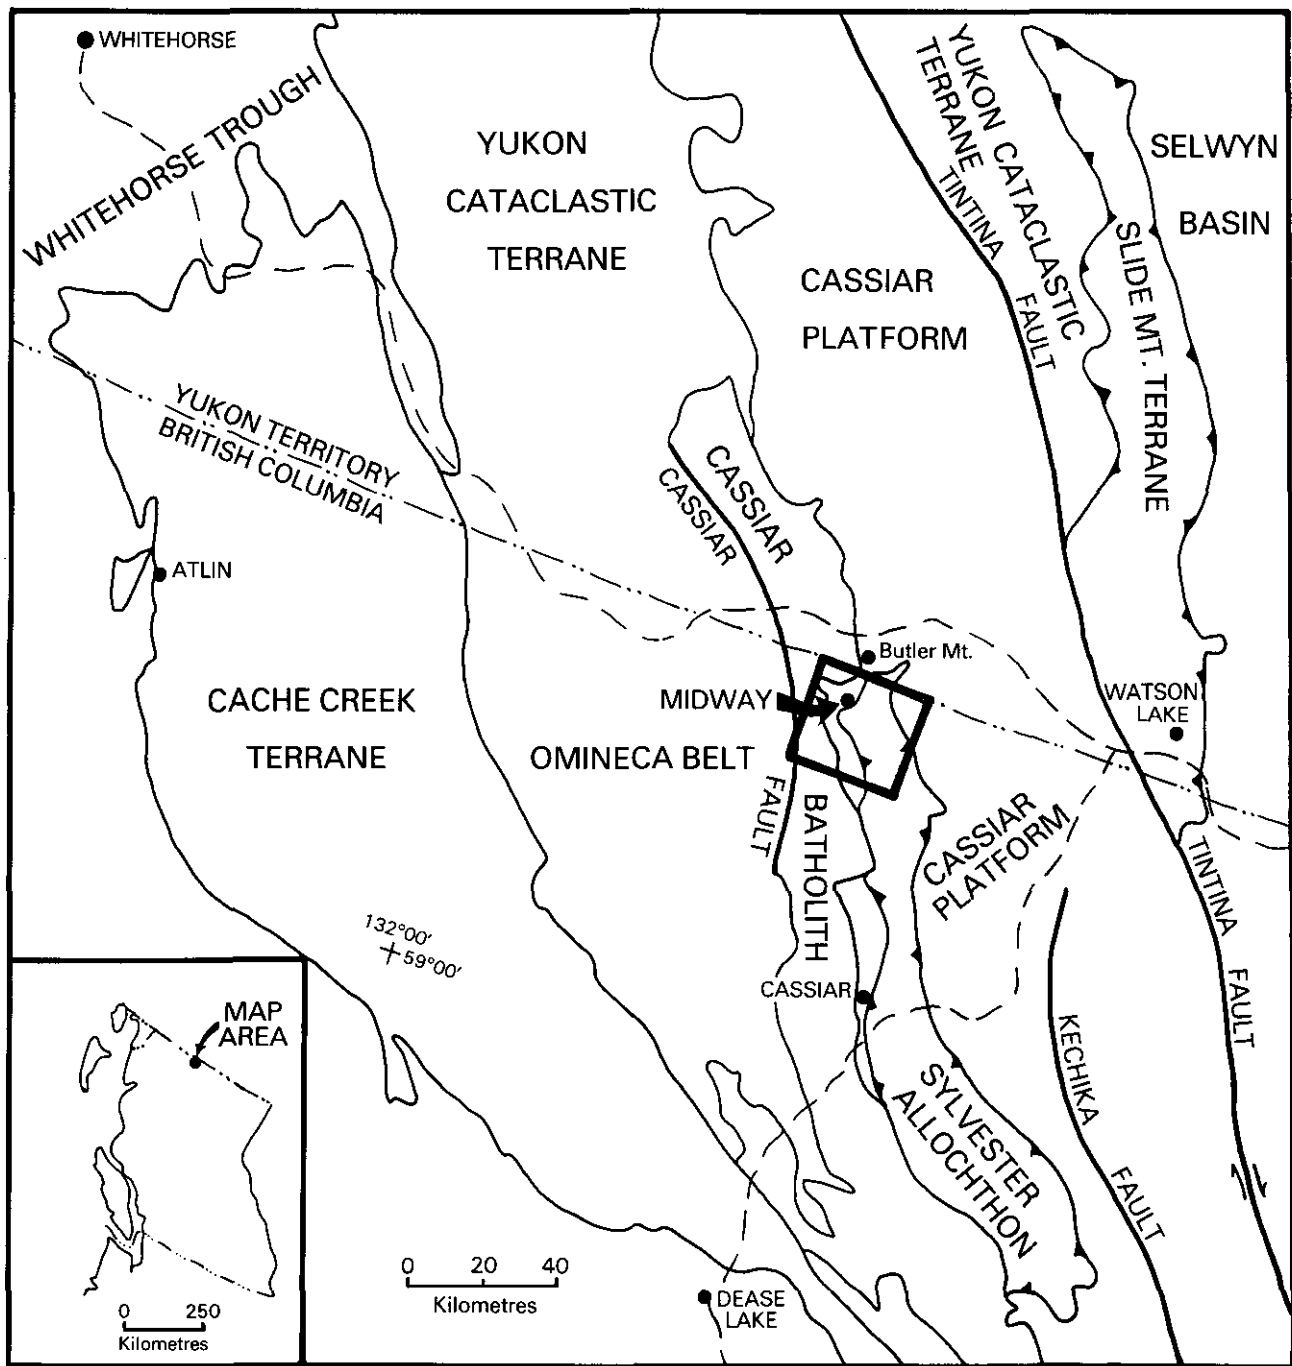 WHITEHORSE
WHITEHORSE TROUGH
YUKON
CATACLASTIC
TERRANE
YUKON CATACLASTIC
TERRANE
TINTINA
FAULT
SELWYN
BASIN
SLIDE MT. TERRANE
CASSIAR
PLATFORM
YUKON TERRITORY
BRITISH COLUMBIA
CASSIAR
CASSIAR
ATLIN
Butler Mt.
MIDWAY
WATSON
LAKE
CACHE CREEK
TERRANE
OMINECA BELT
FAULT
BATHOLITH
CASSIAR
PLATFORM
TINTINA
FAULT
132°00'
59°00'
CASSIAR
KECHIKA
FAULT
SYLVESTER
ALLOCHTHON
MAP
AREA
0 250
Kilometres
0 20 40
Kilometres
DEASE
LAKE